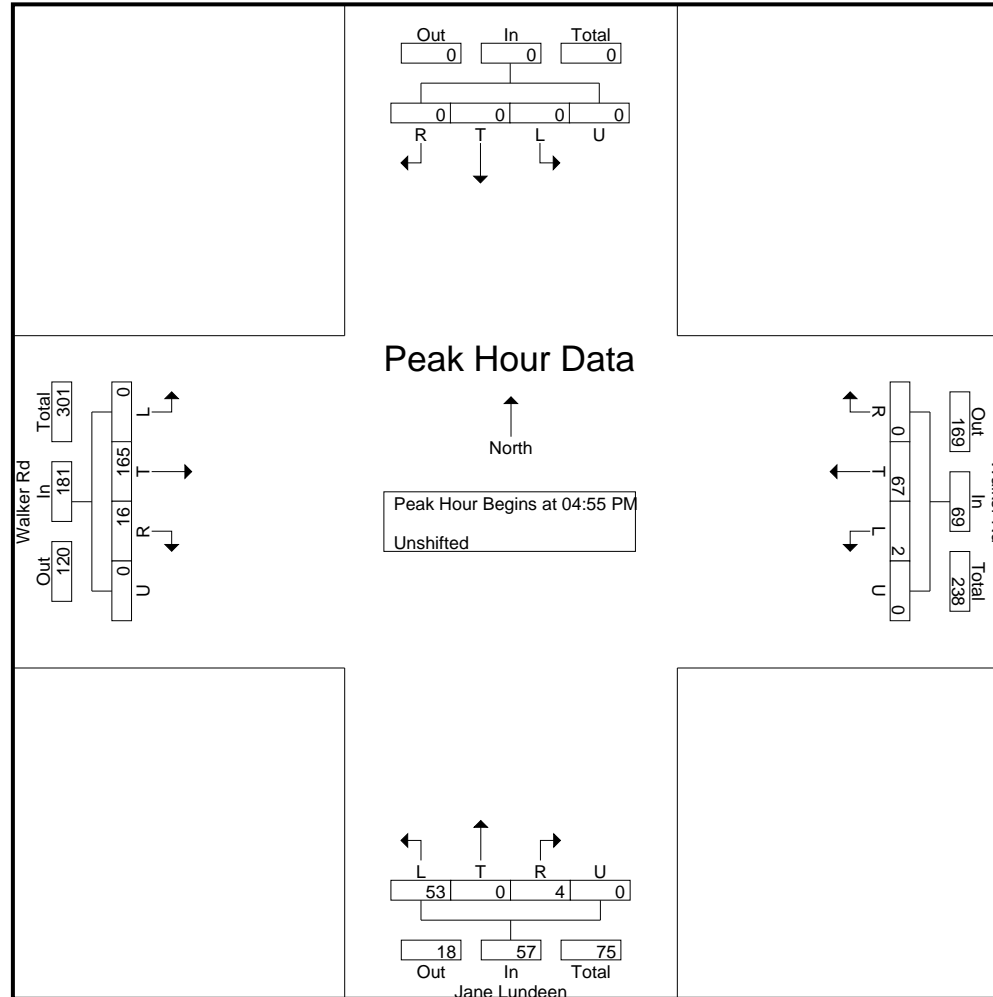 Out In Total
0 0 0
0 0 0 0
R T L U
Peak Hour Data
North
Peak Hour Begins at 04:55 PM
Unshifted
Walker Rd
Out In Total
120 181 301
0 165 16 0
L T R U
Out In Total
169 69 238
0 67 2 0
R T L U
L T R U
53 0 4 0
18 57 75
Out In Total
Jane Lundeen